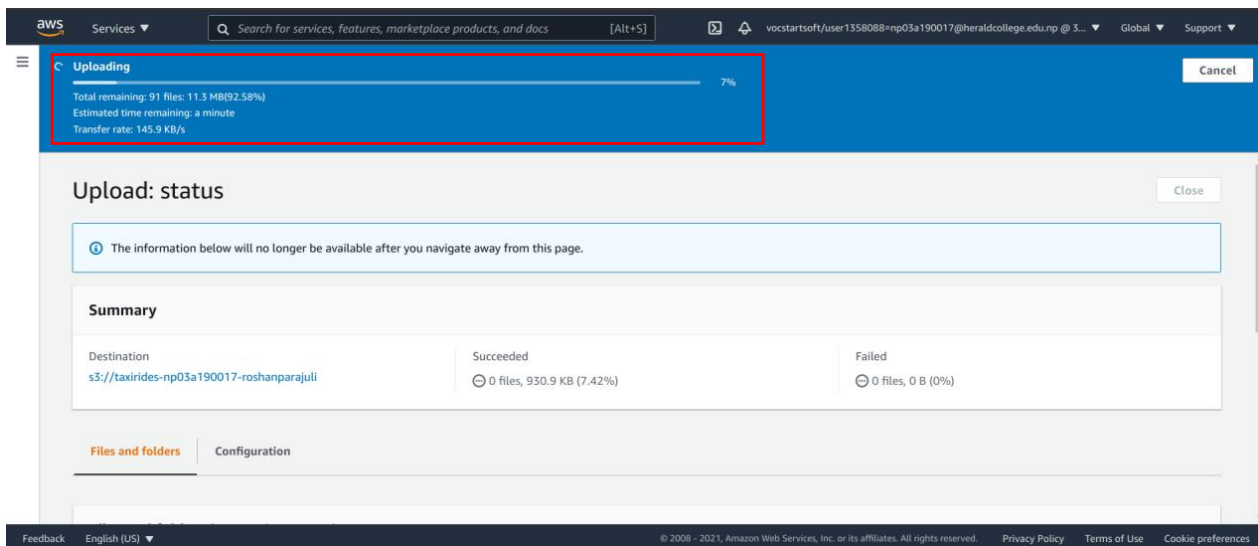 aws Services ▼ Search for services, features, marketplace products, and docs [Alt+S] vocstartsoft/user1358088=np03a190017@heraldcollege.edu.np @ 3... ▼ Global ▼ Support ▼
Uploading
7%
Cancel
Total remaining: 91 files: 11.3 MB(92.58%)
Estimated time remaining: a minute
Transfer rate: 145.9 KB/s
Upload: status
Close
The information below will no longer be available after you navigate away from this page.
Summary
Destination Succeeded Failed
s3://taxirides-np03a190017-roshanparajuli 0 files, 930.9 KB (7.42%) 0 files, 0 B (0%)
Files and folders Configuration
Feedback English (US) ▼ © 2008 - 2021, Amazon Web Services, Inc. or its affiliates. All rights reserved. Privacy Policy Terms of Use Cookie preferences